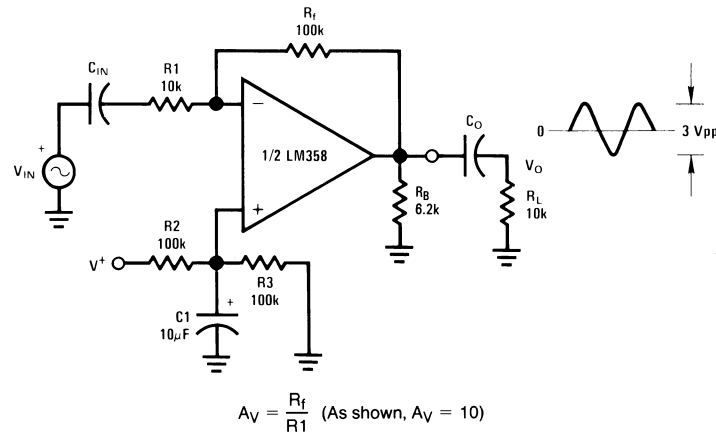 Rf
100k
CIN
R1
10k
CO
−
+
VIN
1/2 LM358
0
3 Vpp
VO
RB
6.2k
RL
10k
+
R2
100k
V+
R3
100k
+
C1
10μF
AV = Rf/R1 (As shown, AV = 10)